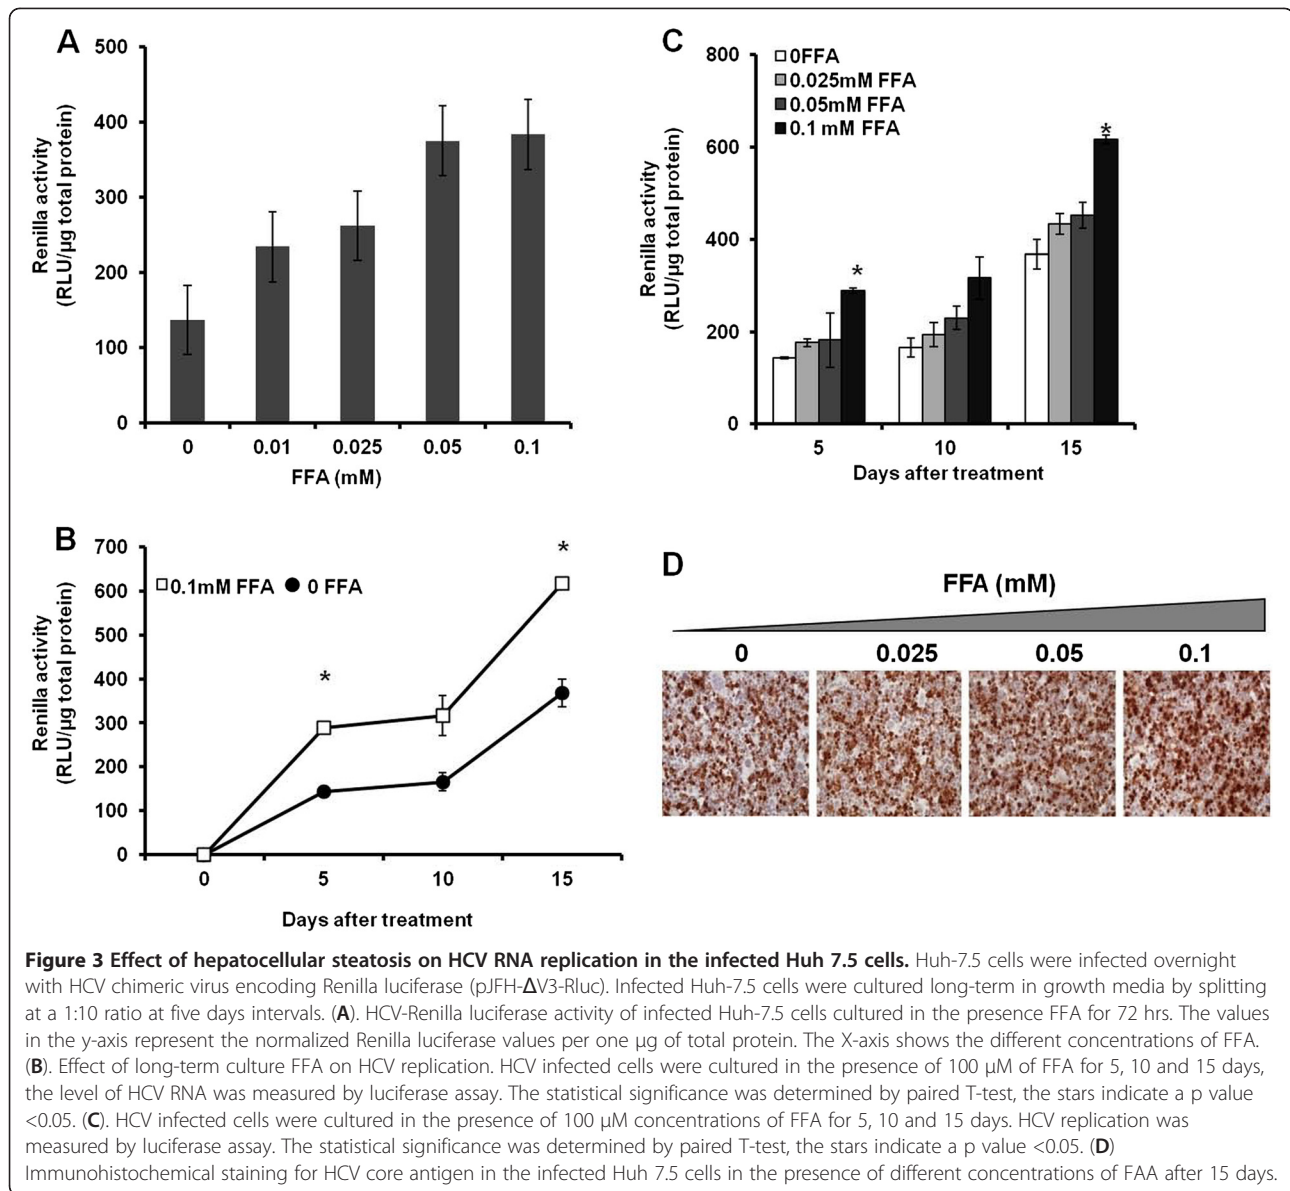 A
500
400
300
200
100
0
Renilla activity
(RLU/µg total protein)
0 0.01 0.025 0.05 0.1
FFA (mM)
C
800
600
400
200
0
Renilla activity
(RLU/µg total protein)
0FFA
0.025mM FFA
0.05mM FFA
0.1 mM FFA
*
*
5 10 15
Days after treatment
B
700
600
500
400
300
200
100
0
Renilla activity
(RLU/µg total protein)
0.1mM FFA 0 FFA
*
*
0 5 10 15
Days after treatment
D
FFA (mM)
0 0.025 0.05 0.1
Figure 3 Effect of hepatocellular steatosis on HCV RNA replication in the infected Huh 7.5 cells. Huh-7.5 cells were infected overnight
with HCV chimeric virus encoding Renilla luciferase (pJFH-ΔV3-Rluc). Infected Huh-7.5 cells were cultured long-term in growth media by splitting
at a 1:10 ratio at five days intervals. (A). HCV-Renilla luciferase activity of infected Huh-7.5 cells cultured in the presence FFA for 72 hrs. The values
in the y-axis represent the normalized Renilla luciferase values per one µg of total protein. The X-axis shows the different concentrations of FFA.
(B). Effect of long-term culture FFA on HCV replication. HCV infected cells were cultured in the presence of 100 µM of FFA for 5, 10 and 15 days,
the level of HCV RNA was measured by luciferase assay. The statistical significance was determined by paired T-test, the stars indicate a p value
<0.05. (C). HCV infected cells were cultured in the presence of 100 µM concentrations of FFA for 5, 10 and 15 days. HCV replication was
measured by luciferase assay. The statistical significance was determined by paired T-test, the stars indicate a p value <0.05. (D)
Immunohistochemical staining for HCV core antigen in the infected Huh 7.5 cells in the presence of different concentrations of FAA after 15 days.